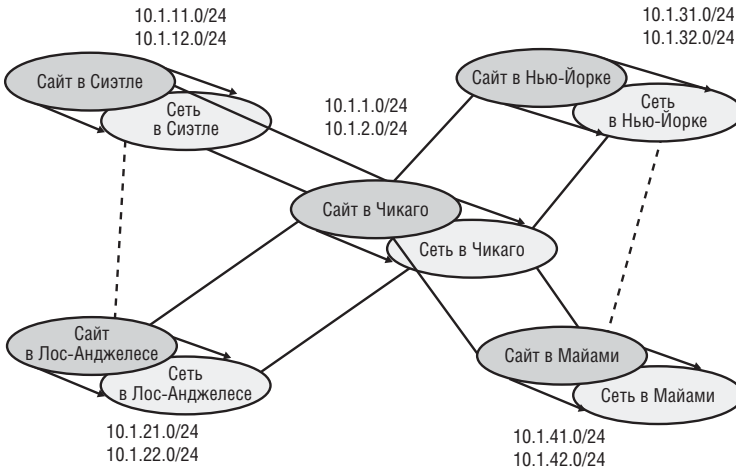 10.1.11.0/24
10.1.12.0/24
10.1.31.0/24
10.1.32.0/24
Сайт в Сиэтле
Сеть
в Сиэтле
10.1.1.0/24
10.1.2.0/24
Сайт в Нью-Йорке
Сеть
в Нью-Йорке
Сайт в Чикаго
Сеть в Чикаго
Сайт
в Лос-Анджелесе
Сеть
в Лос-Анджелесе
Сайт в Майами
Сеть в Майами
10.1.21.0/24
10.1.22.0/24
10.1.41.0/24
10.1.42.0/24